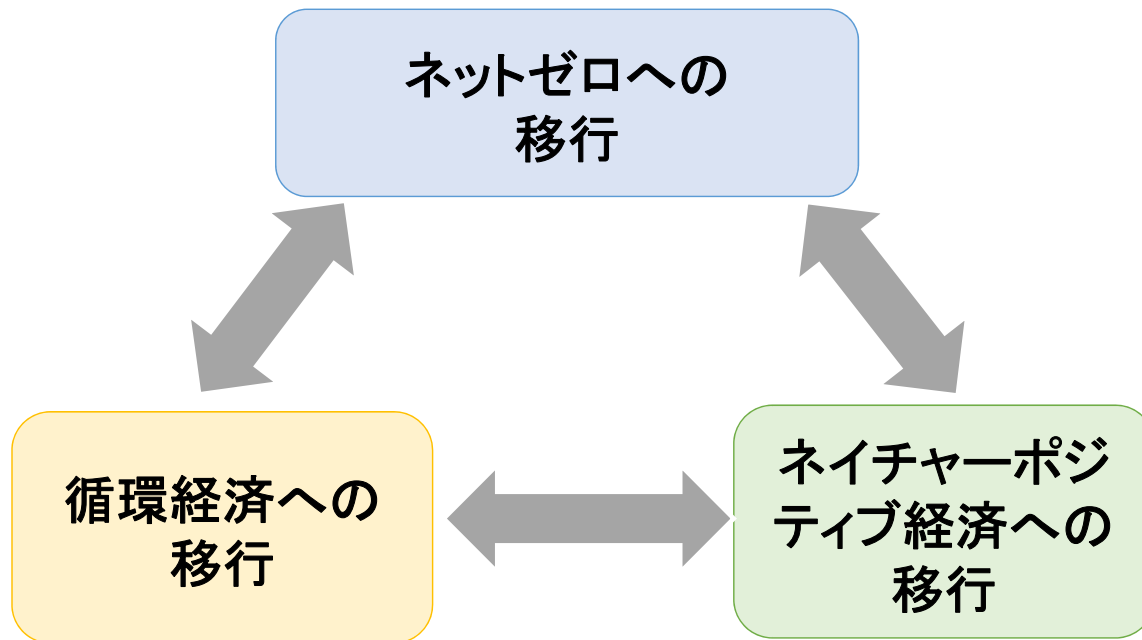 ネットゼロへの
移行
循環経済への
移行
ネイチャーポジ
ティブ経済への
移行